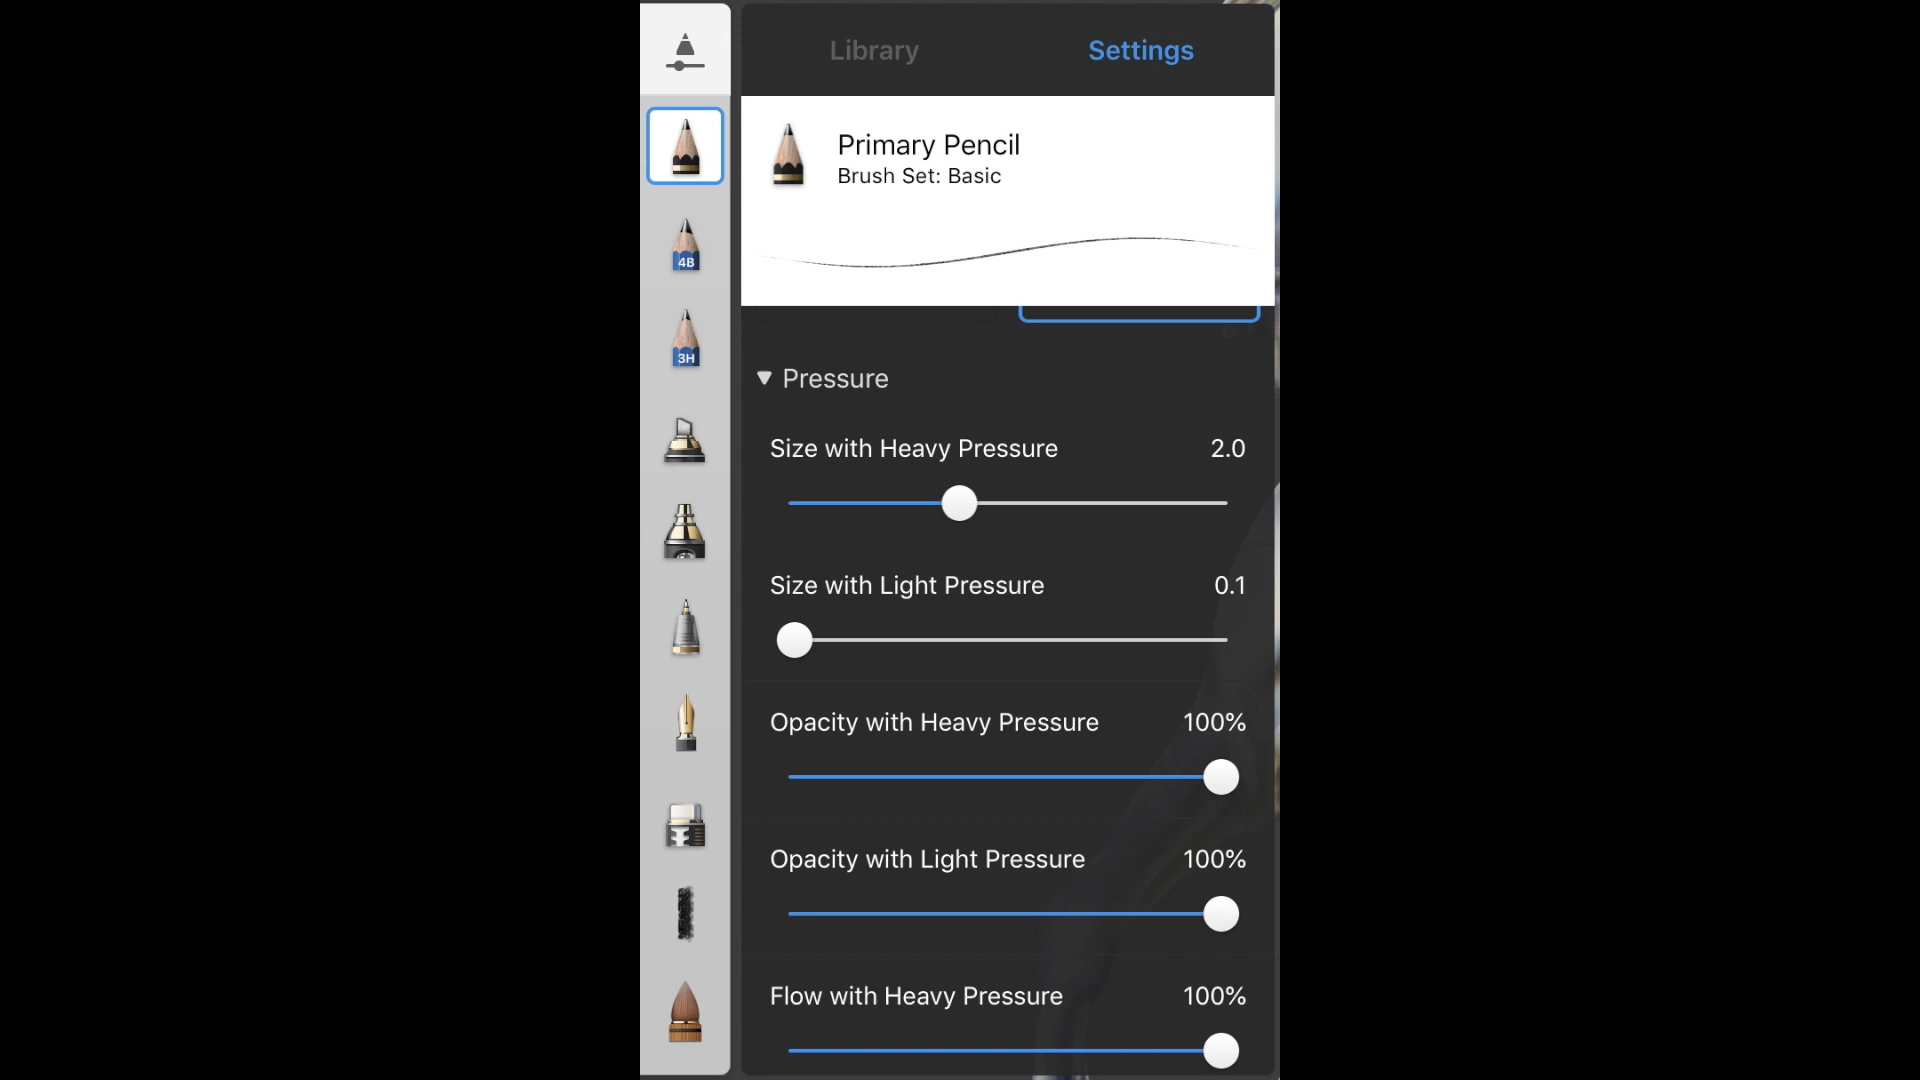 Library
Settings
Primary Pencil
Brush Set: Basic
4B
3H
Pressure
Size with Heavy Pressure 2.0
Size with Light Pressure 0.1
Opacity with Heavy Pressure 100%
Opacity with Light Pressure 100%
Flow with Heavy Pressure 100%